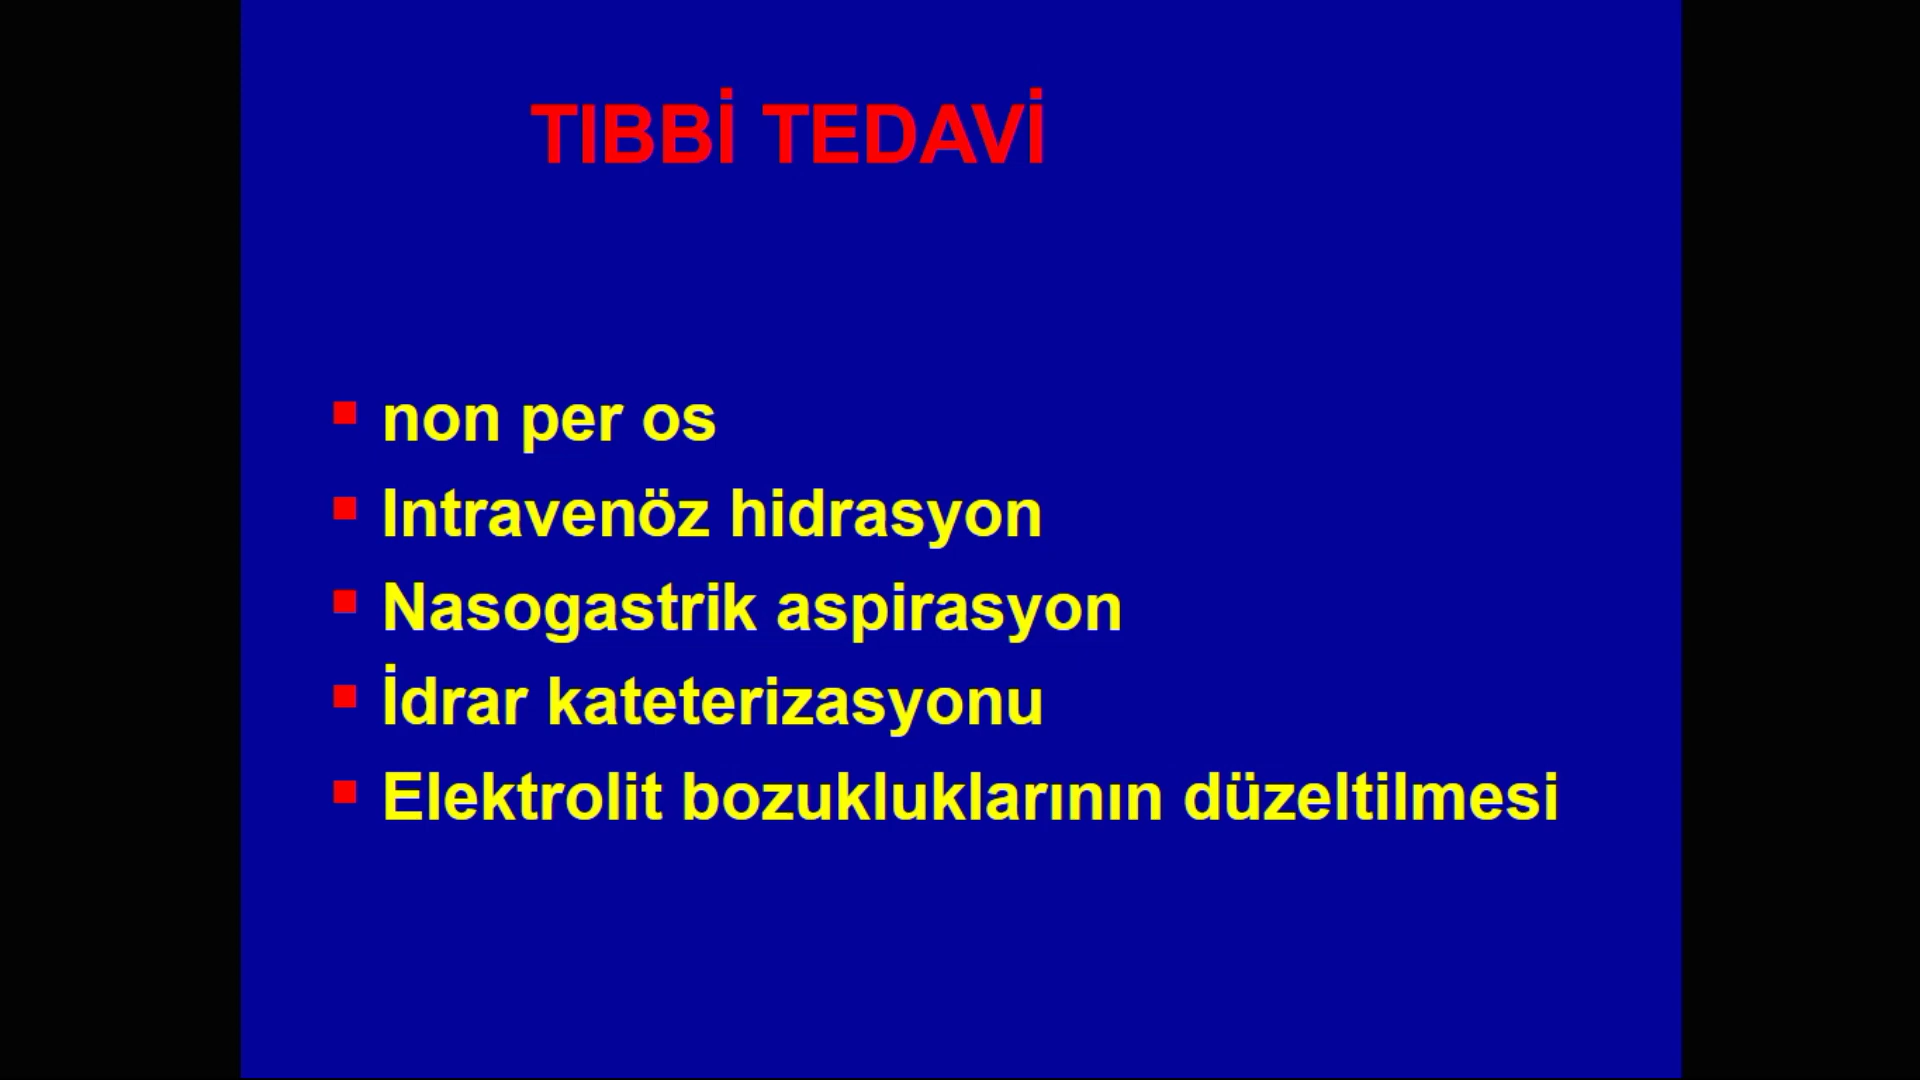 TIBBİ TEDAVİ
non per os
Intravenöz hidrasyon
Nasogastrik aspirasyon
İdrar kateterizasyonu
Elektrolit bozukluklarının düzeltilmesi